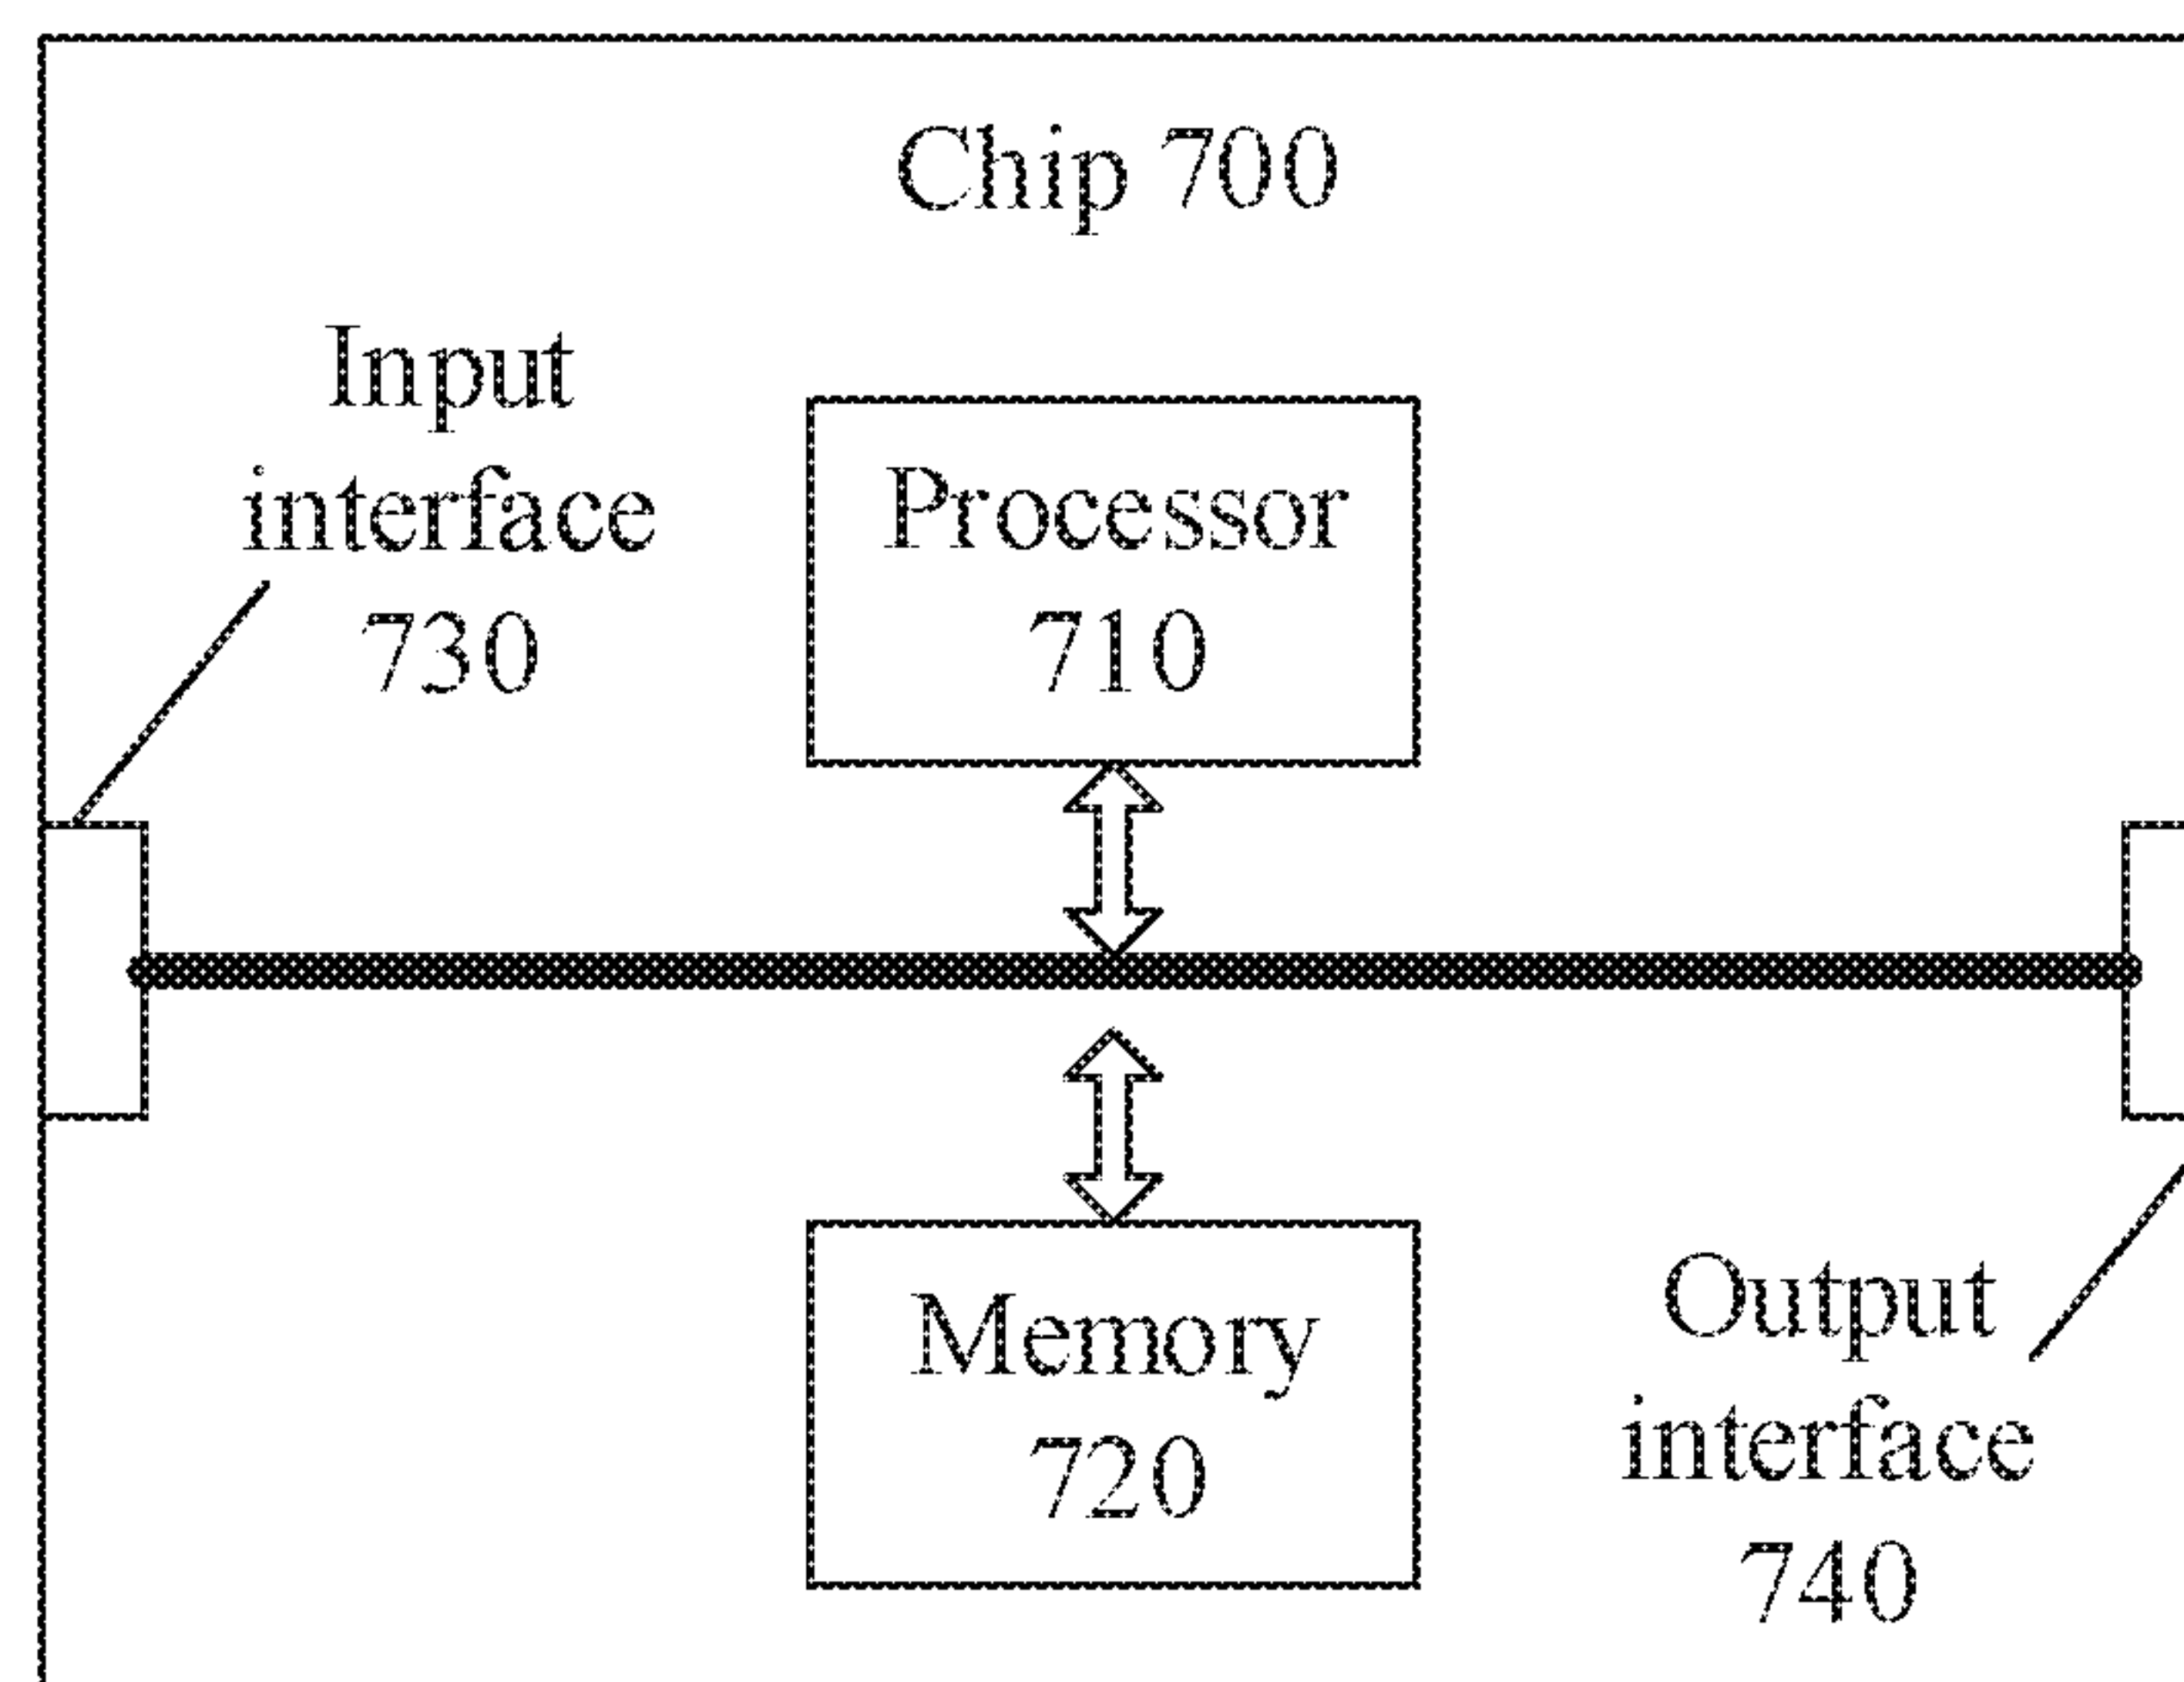 Chip 700
Input
interface
730
Processor
710
Memory
720
Output
interface
740